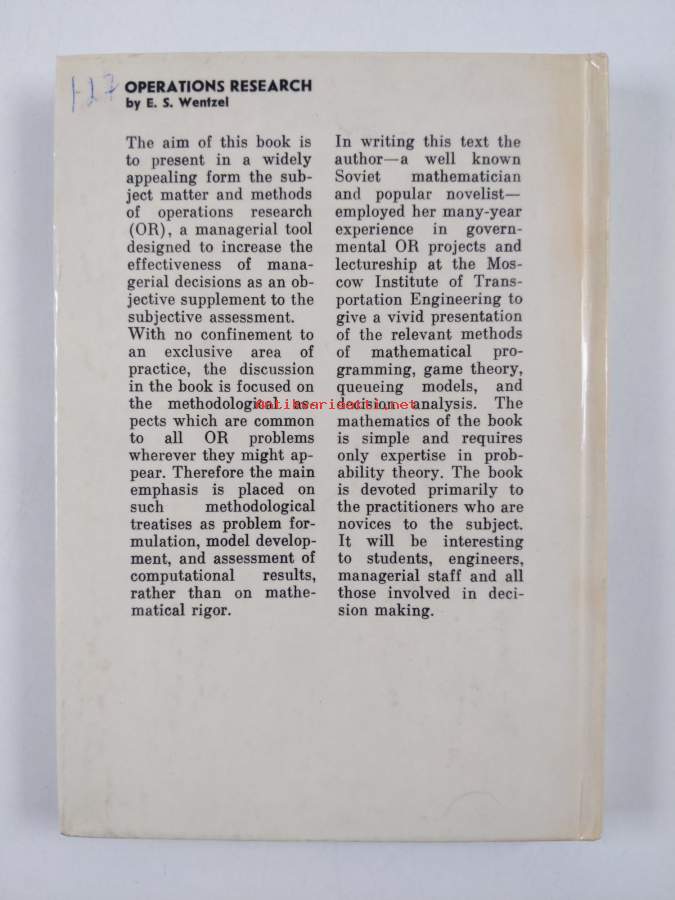 1-27
OPERATIONS RESEARCH
by E. S. Wentzel
The aim of this book is
to present in a widely
appealing form the sub-
ject matter and methods
of operations research
(OR), a managerial tool
designed to increase the
effectiveness of mana-
gerial decisions as an ob-
jective supplement to the
subjective assessment.
With no confinement to
an exclusive area of
practice, the discussion
in the book is focused on
the methodological as-
pects which are common
to all OR problems
wherever they might ap-
pear. Therefore the main
emphasis is placed on
such methodological
treatises as problem for-
mulation, model develop-
ment, and assessment of
computational results,
rather than on mathe-
matical rigor.
In writing this text the
author—a well known
Soviet mathematician
and popular novelist—
employed her many-year
experience in govern-
mental OR projects and
lectureship at the Mos-
cow Institute of Trans-
portation Engineering to
give a vivid presentation
of the relevant methods
of mathematical pro-
gramming, game theory,
queueing models, and
decision analysis. The
mathematics of the book
is simple and requires
only expertise in prob-
ability theory. The book
is devoted primarily to
the practitioners who are
novices to the subject.
It will be interesting
to students, engineers,
managerial staff and all
those involved in deci-
sion making.
Antikvariaatti.net